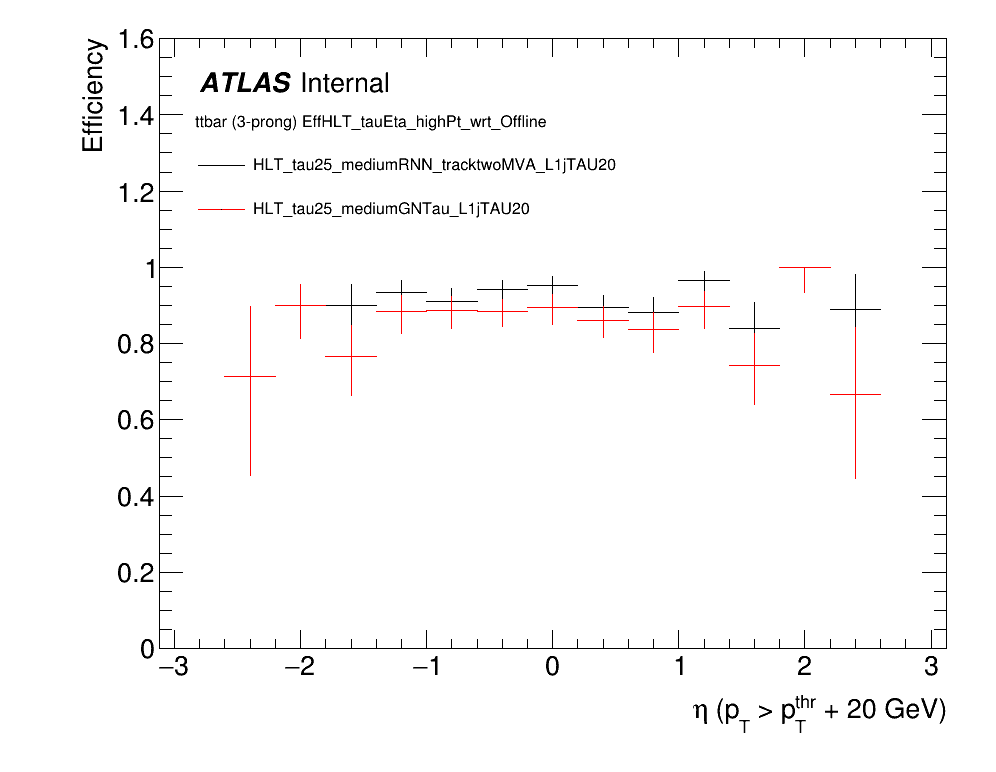 Efficiency
1.6
1.4
1.2
1
0.8
0.6
0.4
0.2
0
ATLAS Internal
ttbar (3-prong) EffHLT_tauEta_highPt_wrt_Offline
HLT_tau25_mediumRNN_tracktwoMVA_L1jTAU20
HLT_tau25_mediumGNTau_L1jTAU20
−3 −2 −1 0 1 2 3
η (p_T > p_T^thr + 20 GeV)